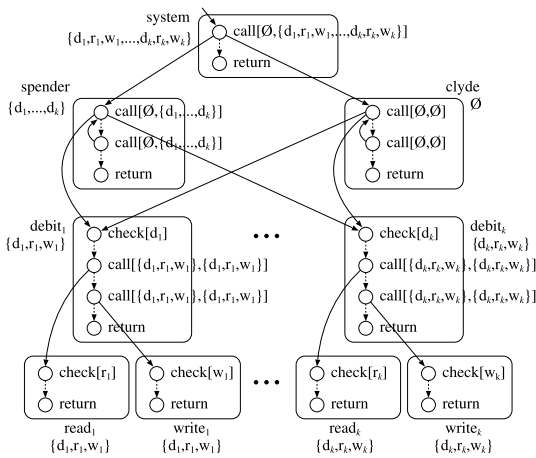 system
{d₁,r₁,w₁,...,dₖ,rₖ,wₖ}
call[Ø,{d₁,r₁,w₁,...,dₖ,rₖ,wₖ}]
return
spender
{d₁,...,dₖ}
call[Ø,{d₁,...,dₖ}]
call[Ø,{d₁,...,dₖ}]
return
clyde
Ø
call[Ø,Ø]
call[Ø,Ø]
return
debit₁
{d₁,r₁,w₁}
check[d₁]
call[{d₁,r₁,w₁},{d₁,r₁,w₁}]
call[{d₁,r₁,w₁},{d₁,r₁,w₁}]
return
debitₖ
{dₖ,rₖ,wₖ}
check[dₖ]
call[{dₖ,rₖ,wₖ},{dₖ,rₖ,wₖ}]
call[{dₖ,rₖ,wₖ},{dₖ,rₖ,wₖ}]
return
check[r₁]
return
read₁
{d₁,r₁,w₁}
check[w₁]
return
write₁
{d₁,r₁,w₁}
check[rₖ]
return
readₖ
{dₖ,rₖ,wₖ}
check[wₖ]
return
writeₖ
{dₖ,rₖ,wₖ}